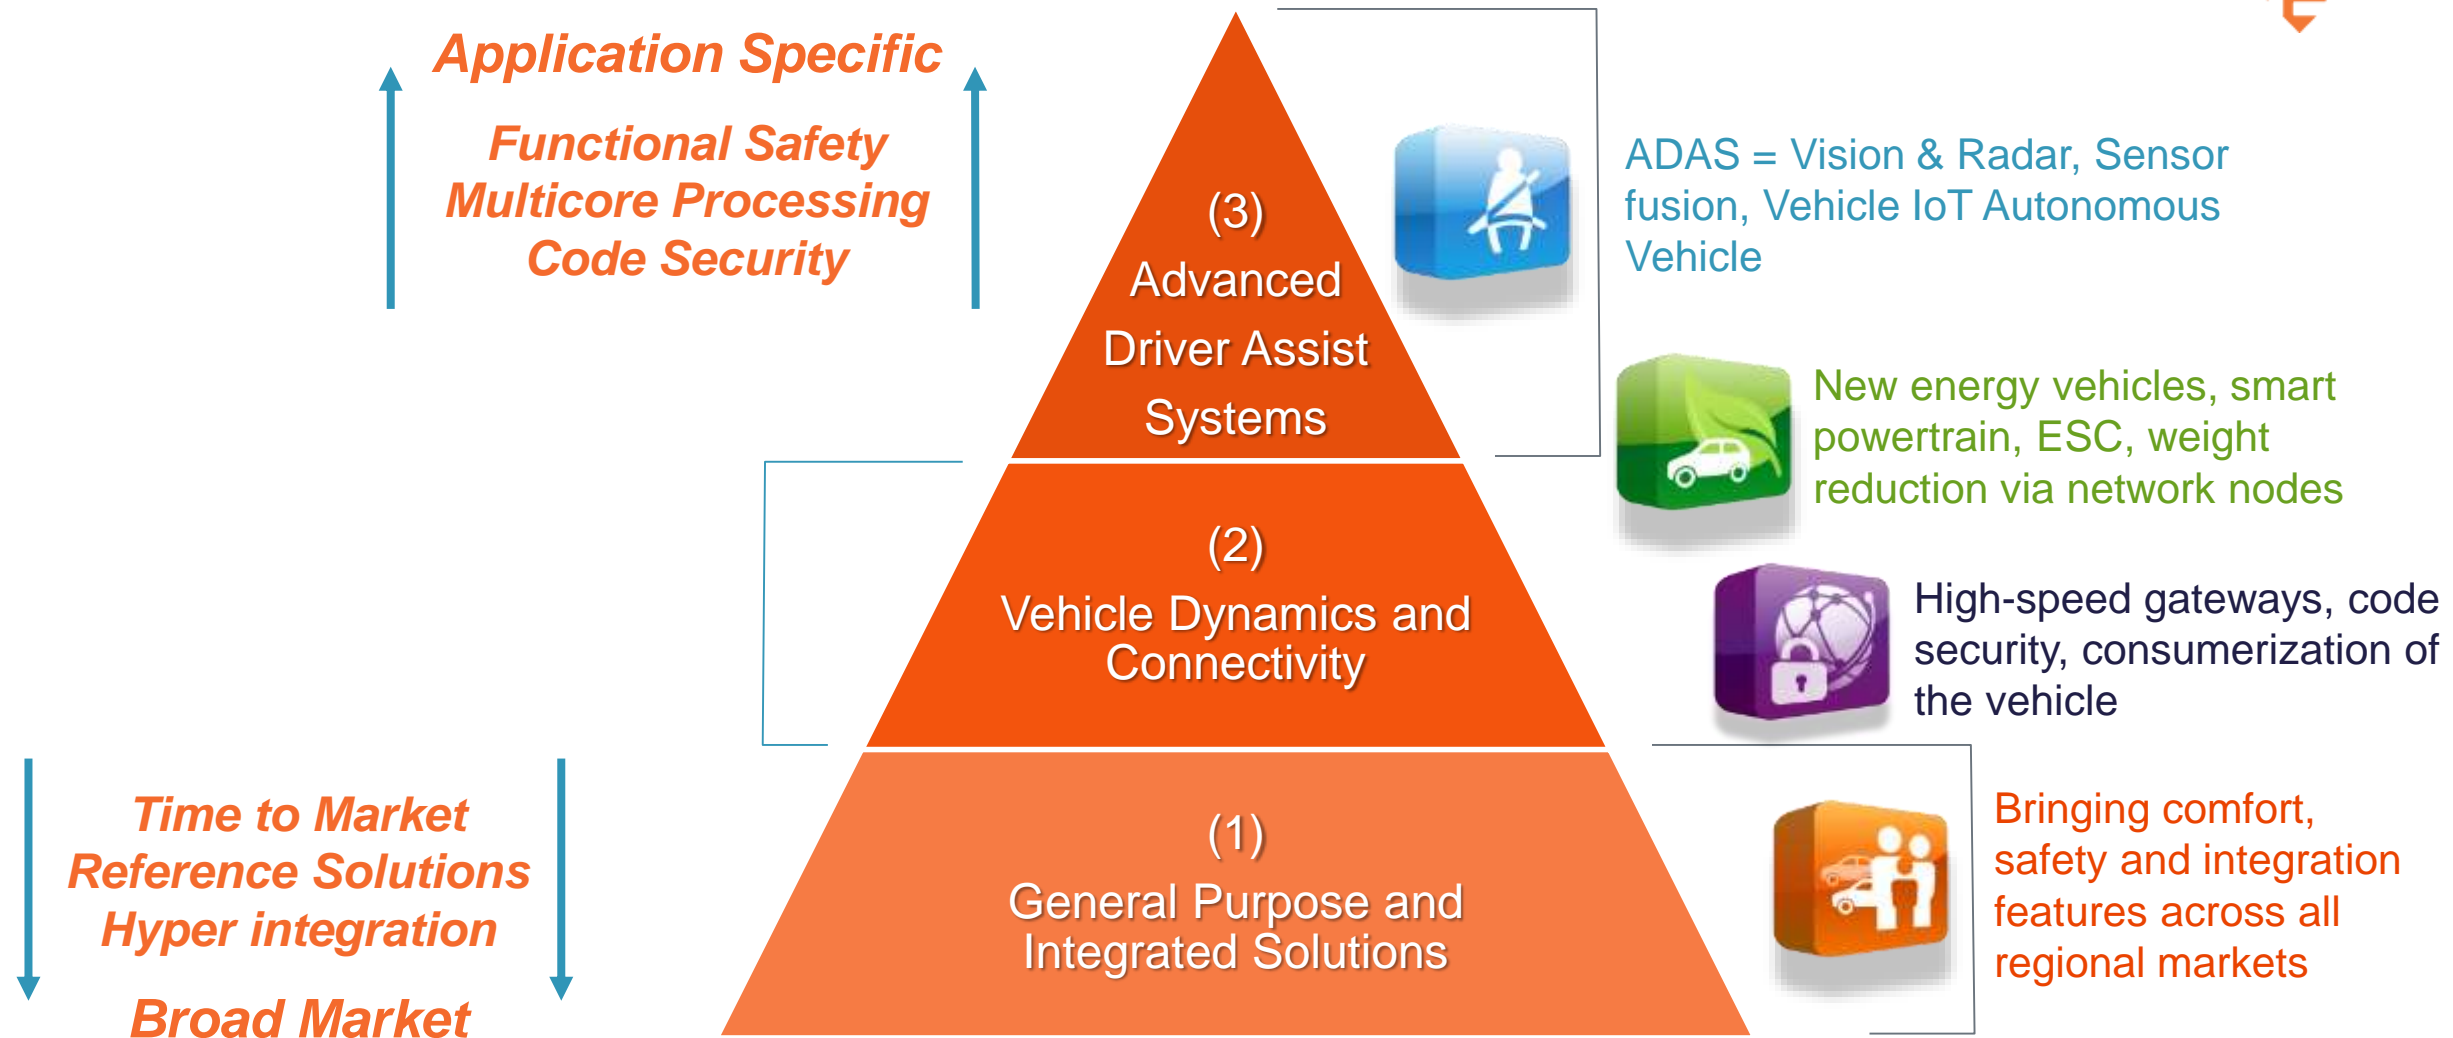 Application Specific
Functional Safety
Multicore Processing
Code Security
(3)
Advanced
Driver Assist
Systems
ADAS = Vision & Radar, Sensor
fusion, Vehicle IoT Autonomous
Vehicle
New energy vehicles, smart
powertrain, ESC, weight
reduction via network nodes
(2)
Vehicle Dynamics and
Connectivity
High-speed gateways, code
security, consumerization of
the vehicle
Time to Market
Reference Solutions
Hyper integration
Broad Market
(1)
General Purpose and
Integrated Solutions
Bringing comfort,
safety and integration
features across all
regional markets